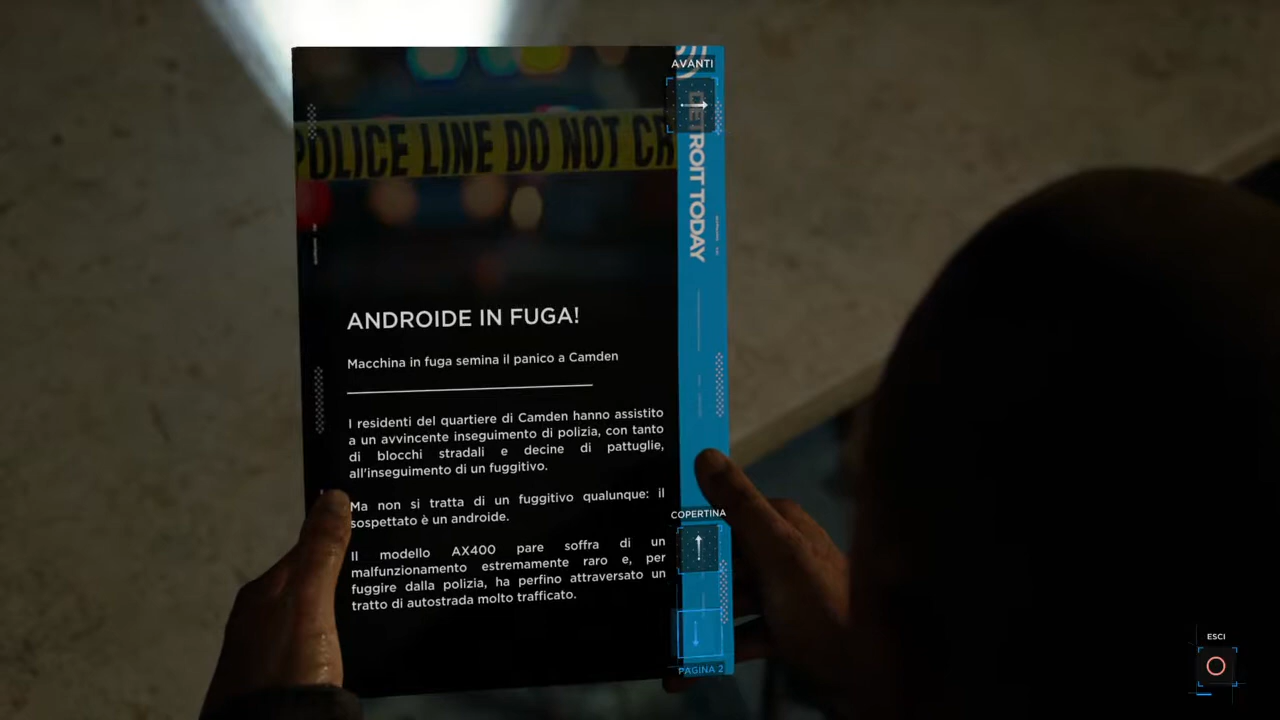 AVANTI
POLICE LINE DO NOT CR
DETROIT TODAY
ANDROIDE IN FUGA!
Macchina in fuga semina il panico a Camden
I residenti del quartiere di Camden hanno assistito
a un avvincente inseguimento di polizia, con tanto
di blocchi stradali e decine di pattuglie,
all'inseguimento di un fuggitivo.
Ma non si tratta di un fuggitivo qualunque: il
sospettato è un androide.
Il modello AX400 pare soffra di un
malfunzionamento estremamente raro e, per
fuggire dalla polizia, ha perfino attraversato un
tratto di autostrada molto trafficato.
COPERTINA
PAGINA 2
ESCI